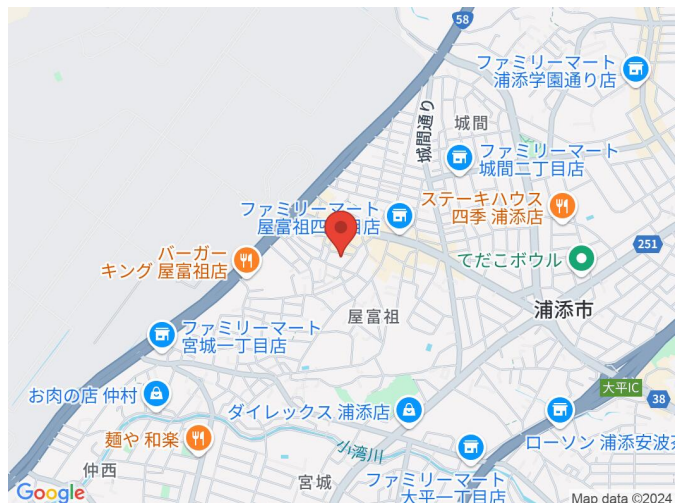 58
ファミリーマート
浦添学園通り店
城間通り
城間
ファミリーマート
城間二丁目店
ステーキハウス
四季 浦添店
ファミリーマート
屋富祖四丁目店
251
バーガー
キング 屋富祖店
てだこボウル
浦添市
屋富祖
ファミリーマート
宮城一丁目店
大平IC
38
お肉の店 仲村
ダイレックス 浦添店
麺や 和楽
小湾川
ローソン 浦添安波茶
仲西
宮城
ファミリーマート
大平一丁目店
Google
Map data ©2024